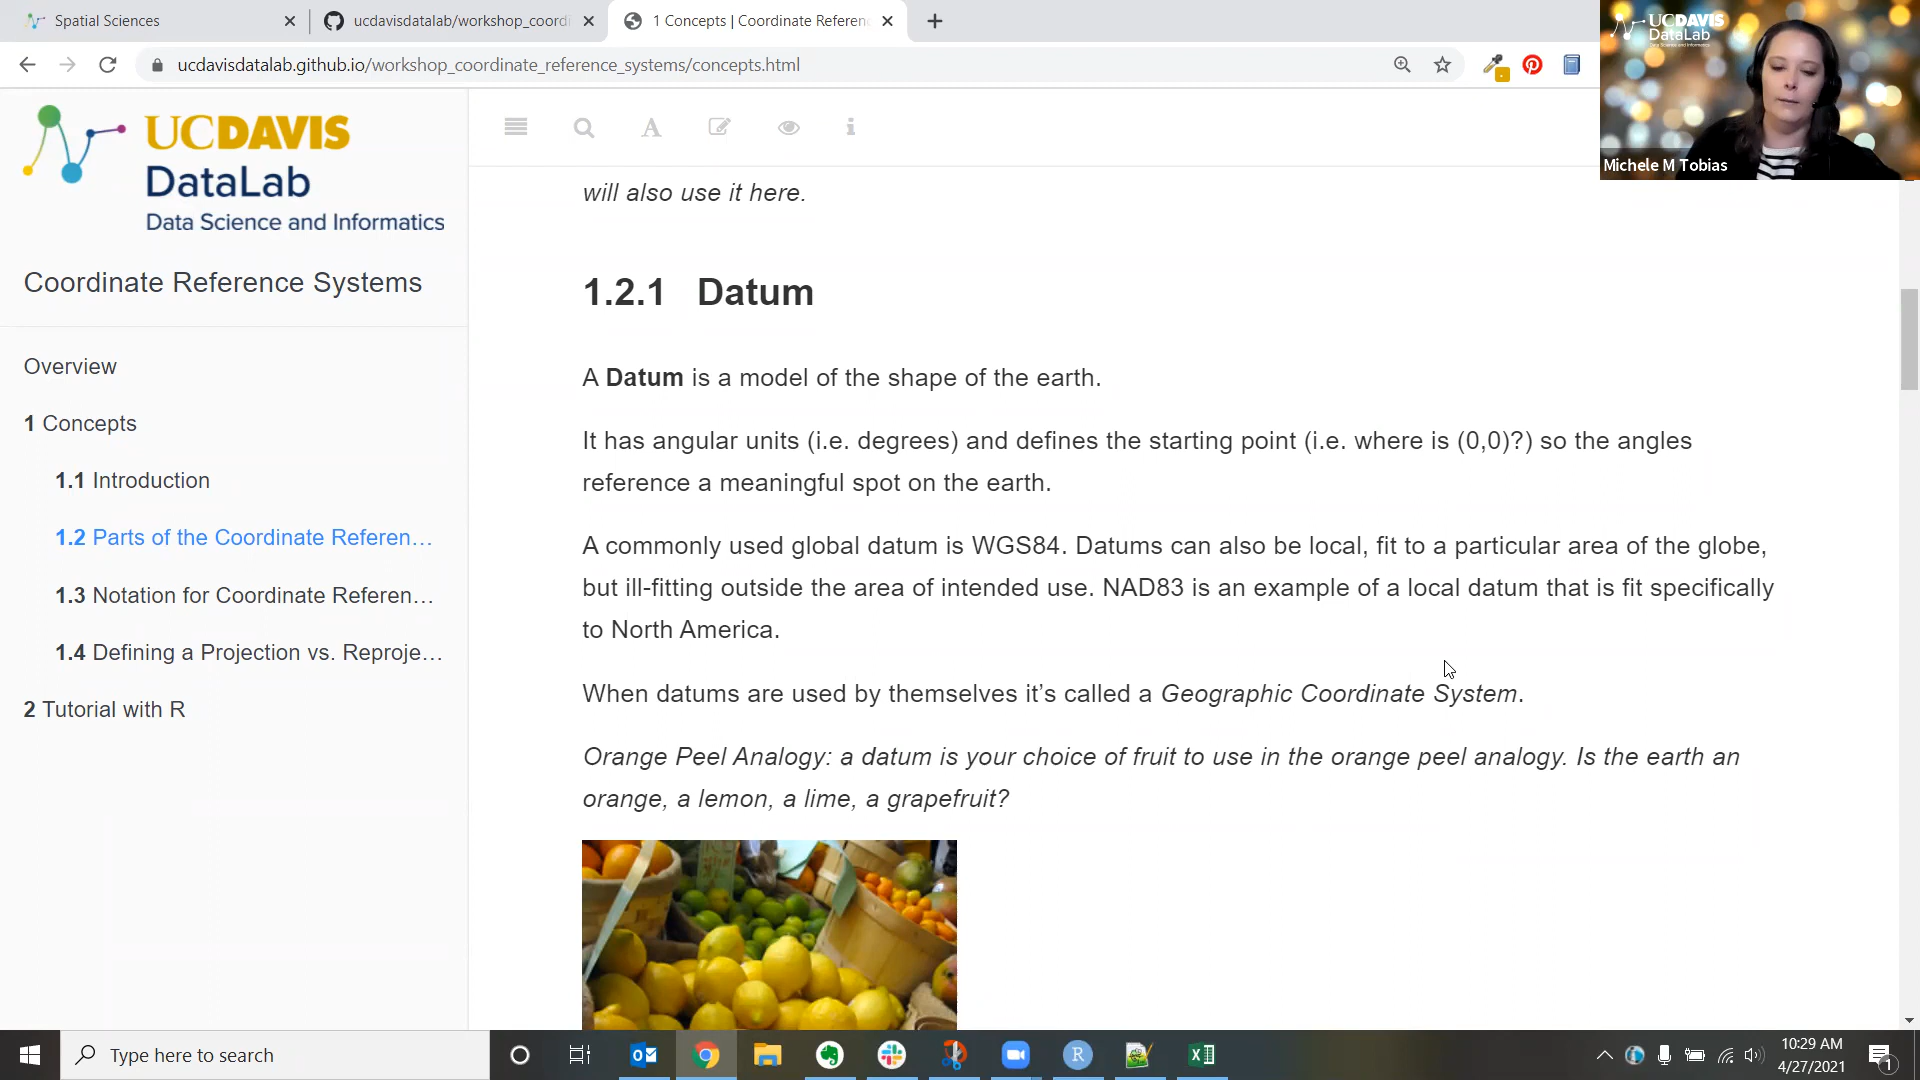 Spatial Sciences
ucdavisdatalab/workshop_coordi
1 Concepts | Coordinate Referen
ucdavisdatalab.github.io/workshop_coordinate_reference_systems/concepts.html
UCDAVIS
DataLab
Data Science and Informatics
Michele M Tobias
UCDAVIS
DataLab
Data Science and Informatics
Coordinate Reference Systems
Overview
1 Concepts
1.1 Introduction
1.2 Parts of the Coordinate Referen…
1.3 Notation for Coordinate Referen…
1.4 Defining a Projection vs. Reproje…
2 Tutorial with R
will also use it here.
1.2.1 Datum
A Datum is a model of the shape of the earth.
It has angular units (i.e. degrees) and defines the starting point (i.e. where is (0,0)?) so the angles
reference a meaningful spot on the earth.
A commonly used global datum is WGS84. Datums can also be local, fit to a particular area of the globe,
but ill-fitting outside the area of intended use. NAD83 is an example of a local datum that is fit specifically
to North America.
When datums are used by themselves it’s called a Geographic Coordinate System.
Orange Peel Analogy: a datum is your choice of fruit to use in the orange peel analogy. Is the earth an
orange, a lemon, a lime, a grapefruit?
Type here to search
10:29 AM
4/27/2021
1